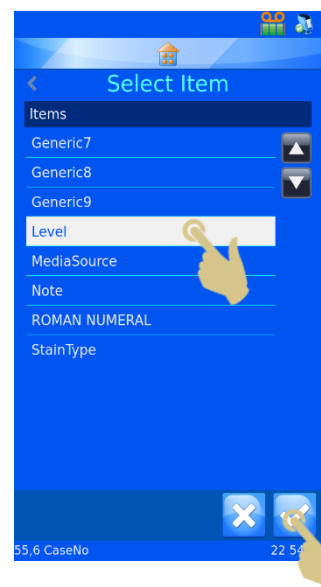 Select Item
Items
Generic7
Generic8
Generic9
Level
MediaSource
Note
ROMAN NUMERAL
StainType
55,6 CaseNo
22 54